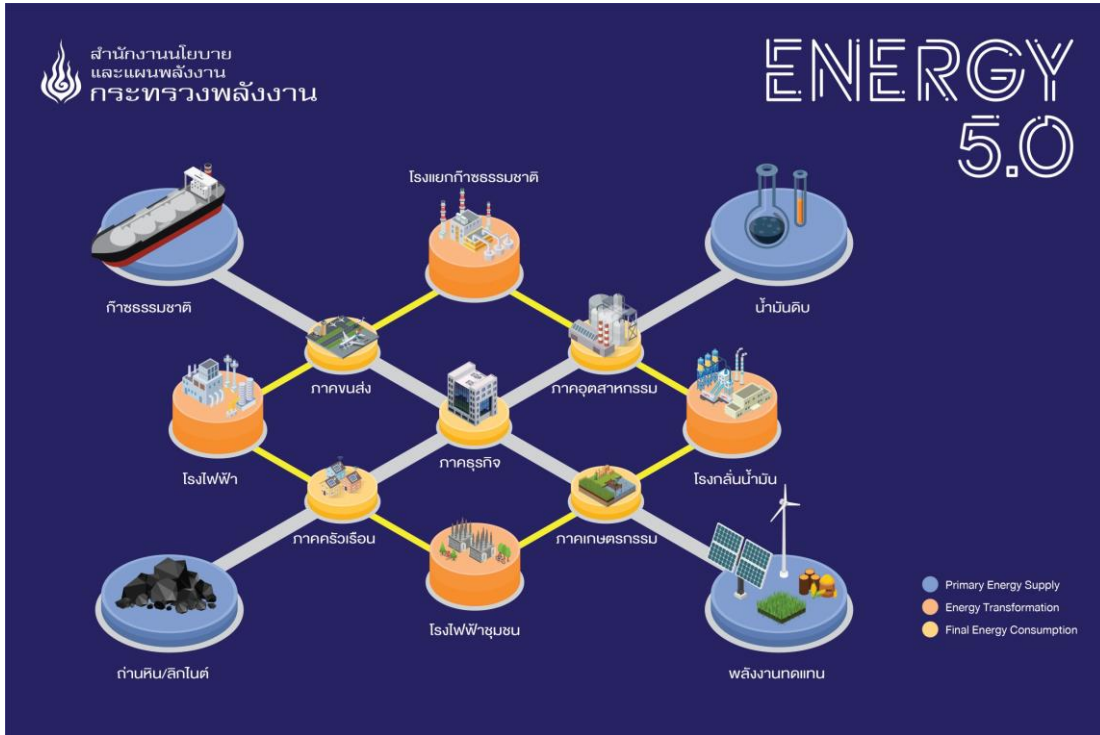 สำนักงานนโยบาย
และแผนพลังงาน
กระทรวงพลังงาน
ENERGY
5.0
โรงแยกก๊าซธรรมชาติ
ก๊าซธรรมชาติ
น้ำมันดิบ
ภาคขนส่ง
ภาคอุตสาหกรรม
ภาคธุรกิจ
โรงไฟฟ้า
โรงกลั่นน้ำมัน
ภาคครัวเรือน
ภาคเกษตรกรรม
โรงไฟฟ้าชุมชน
ถ่านหิน/ลิกไนต์
พลังงานทดแทน
Primary Energy Supply
Energy Transformation
Final Energy Consumption